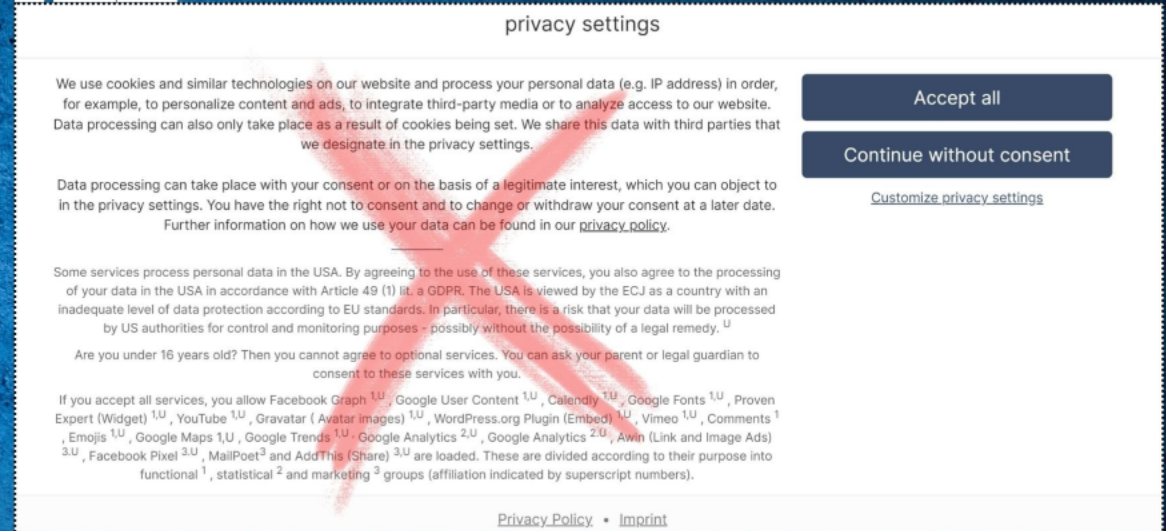 privacy settings
We use cookies and similar technologies on our website and process your personal data (e.g. IP address) in order,
for example, to personalize content and ads, to integrate third-party media or to analyze access to our website.
Data processing can also only take place as a result of cookies being set. We share this data with third parties that
we designate in the privacy settings.
Data processing can take place with your consent or on the basis of a legitimate interest, which you can object to
in the privacy settings. You have the right not to consent and to change or withdraw your consent at a later date.
Further information on how we use your data can be found in our privacy policy.
Some services process personal data in the USA. By agreeing to the use of these services, you also agree to the processing
of your data in the USA in accordance with Article 49 (1) lit. a GDPR. The USA is viewed by the ECJ as a country with an
inadequate level of data protection according to EU standards. In particular, there is a risk that your data will be processed
by US authorities for control and monitoring purposes - possibly without the possibility of a legal remedy. U
Are you under 16 years old? Then you cannot agree to optional services. You can ask your parent or legal guardian to
consent to these services with you.
If you accept all services, you allow Facebook Graph 1,U , Google User Content 1,U , Calendly 1,U , Google Fonts 1,U , Proven
Expert (Widget) 1,U , YouTube 1,U , Gravatar ( Avatar images) 1,U , WordPress.org Plugin (Embed) 1,U , Vimeo 1,U , Comments 1
, Emojis 1,U , Google Maps 1,U , Google Trends 1,U · Google Analytics 2,U , Google Analytics 2.U , Awin (Link and Image Ads)
3.U , Facebook Pixel 3.U , MailPoet3 and AddThis (Share) 3,U are loaded. These are divided according to their purpose into
functional 1 , statistical 2 and marketing 3 groups (affiliation indicated by superscript numbers).
Accept all
Continue without consent
Customize privacy settings
Privacy Policy • Imprint